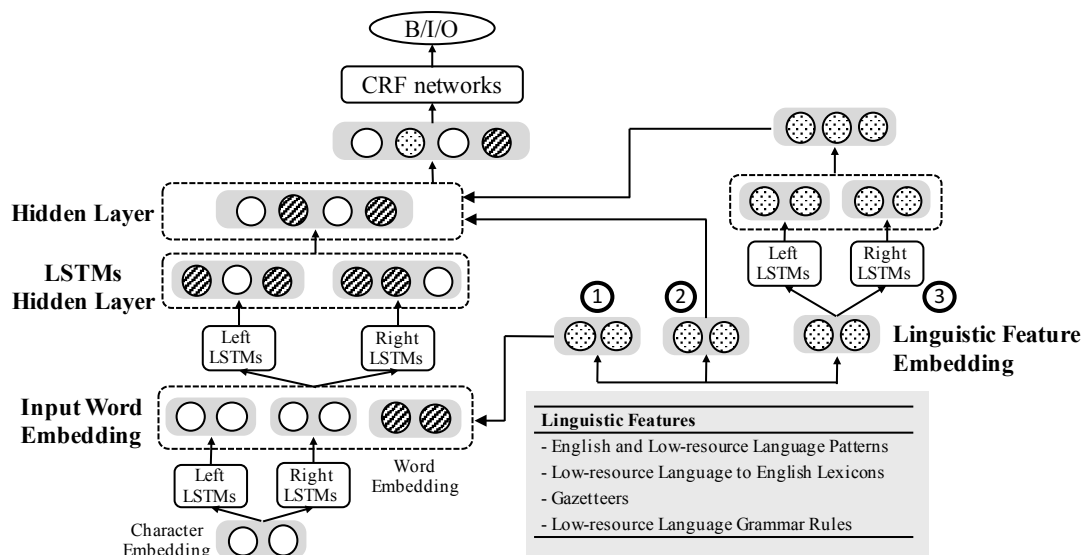 B/I/O
CRF networks
Hidden Layer
LSTMs
Hidden Layer
Left
LSTMs
Right
LSTMs
Input Word
Embedding
Left
LSTMs
Right
LSTMs
Word
Embedding
Character
Embedding
1
2
3
Left
LSTMs
Right
LSTMs
Linguistic Feature
Embedding
Linguistic Features
- English and Low-resource Language Patterns
- Low-resource Language to English Lexicons
- Gazetteers
- Low-resource Language Grammar Rules